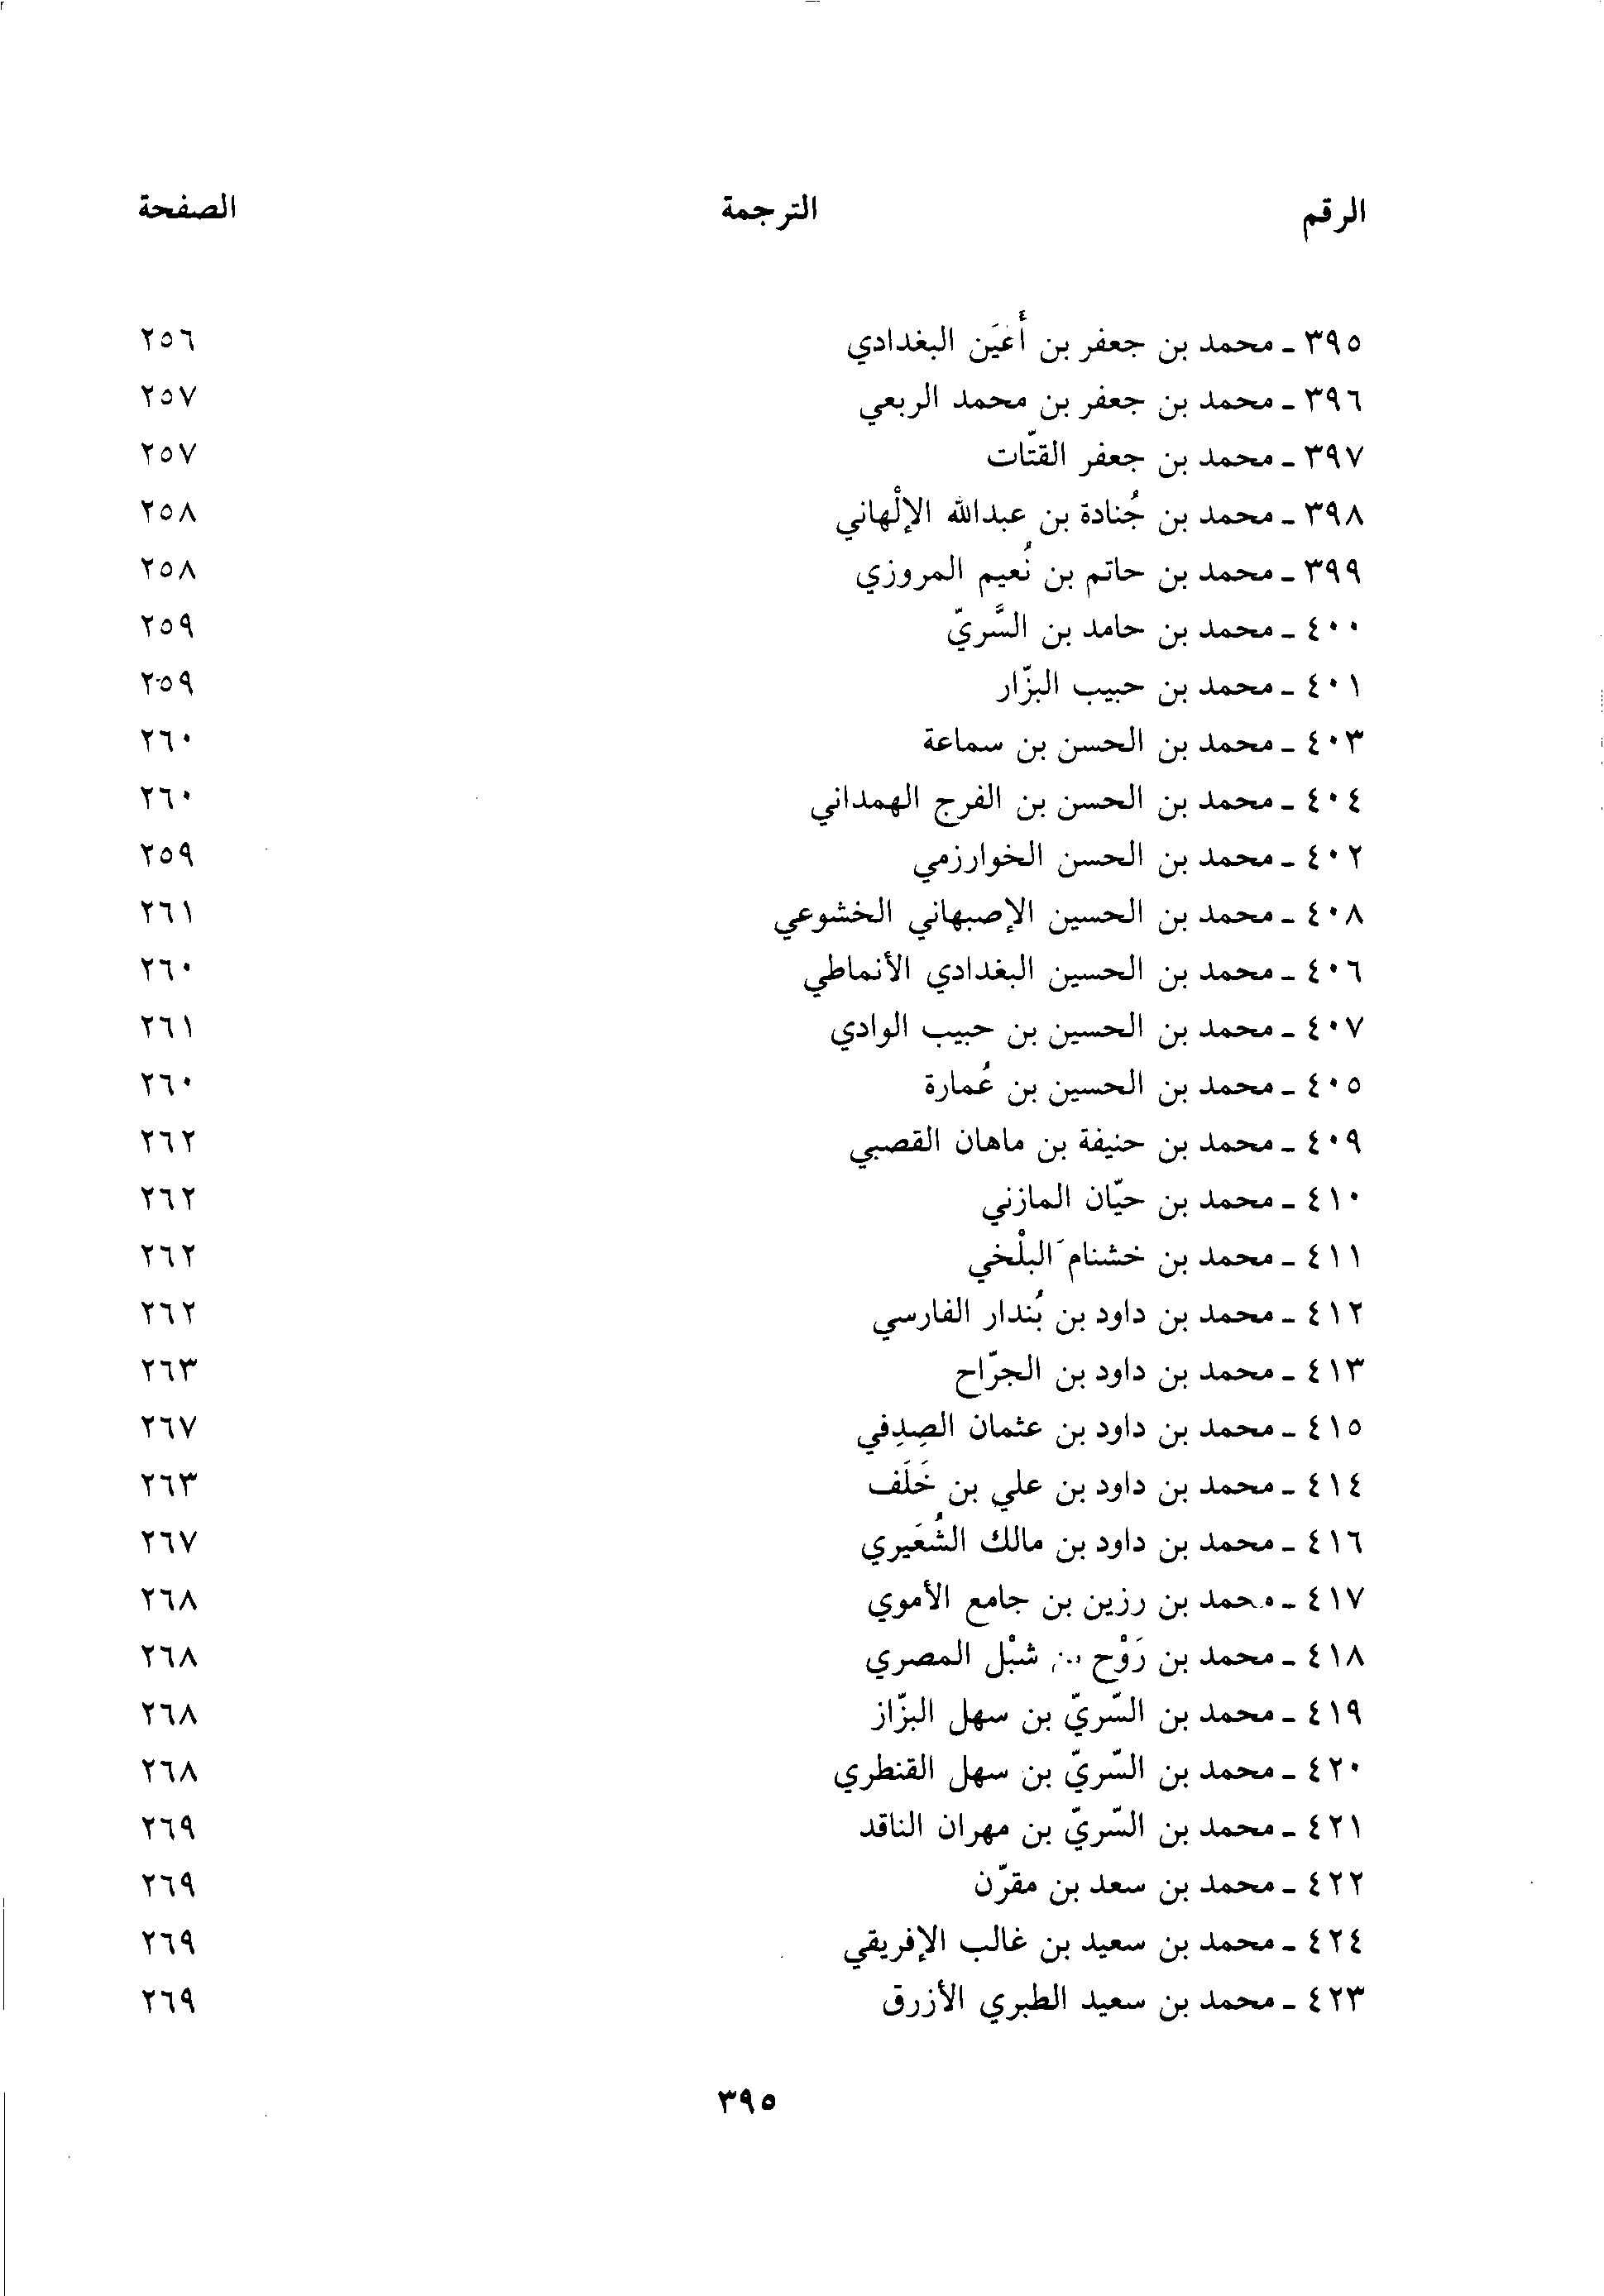 الرقم الترجمة الصفحة
٣٩٥ ـ محمد بن جعفر بن أَعيَن البغدادي ٢٥٦
٣٩٦ ـ محمد بن جعفر بن محمد الربعي ٢٥٧
٣٩٧ ـ محمد بن جعفر القتّات ٢٥٧
٣٩٨ ـ محمد بن جُنادة بن عبدالله الإلْهاني ٢٥٨
٣٩٩ ـ محمد بن حاتم بن نُعيم المروزي ٢٥٨
٤٠٠ ـ محمد بن حامد بن السَّريّ ٢٥٩
٤٠١ ـ محمد بن حبيب البزّار ٢٥٩
٤٠٣ ـ محمد بن الحسن بن سماعة ٢٦٠
٤٠٤ ـ محمد بن الحسن بن الفرج الهمداني ٢٦٠
٤٠٢ ـ محمد بن الحسن الخوارزمي ٢٥٩
٤٠٨ ـ محمد بن الحسين الإصبهاني الخشوعي ٢٦١
٤٠٦ ـ محمد بن الحسين البغدادي الأنماطي ٢٦٠
٤٠٧ ـ محمد بن الحسين بن حبيب الوادي ٢٦١
٤٠٥ ـ محمد بن الحسين بن عُمارة ٢٦٠
٤٠٩ ـ محمد بن حنيفة بن ماهان القصبي ٢٦٢
٤١٠ ـ محمد بن حيّان المازني ٢٦٢
٤١١ ـ محمد بن خشنام البلْخي ٢٦٢
٤١٢ ـ محمد بن داود بن بُندار الفارسي ٢٦٢
٤١٣ ـ محمد بن داود بن الجرّاح ٢٦٣
٤١٥ ـ محمد بن داود بن عثمان الصِدِفي ٢٦٧
٤١٤ ـ محمد بن داود بن علي بن خَلَف ٢٦٣
٤١٦ ـ محمد بن داود بن مالك الشُعَيري ٢٦٧
٤١٧ ـ محمد بن رزين بن جامع الأموي ٢٦٨
٤١٨ ـ محمد بن رَوْح بن شبْل المصري ٢٦٨
٤١٩ ـ محمد بن السّريّ بن سهل البزّاز ٢٦٨
٤٢٠ ـ محمد بن السّريّ بن سهل القنطري ٢٦٨
٤٢١ ـ محمد بن السّريّ بن مهران الناقد ٢٦٩
٤٢٢ ـ محمد بن سعد بن مقرّن ٢٦٩
٤٢٤ ـ محمد بن سعيد بن غالب الإفريقي ٢٦٩
٤٢٣ ـ محمد بن سعيد الطبري الأزرق ٢٦٩
٣٩٥